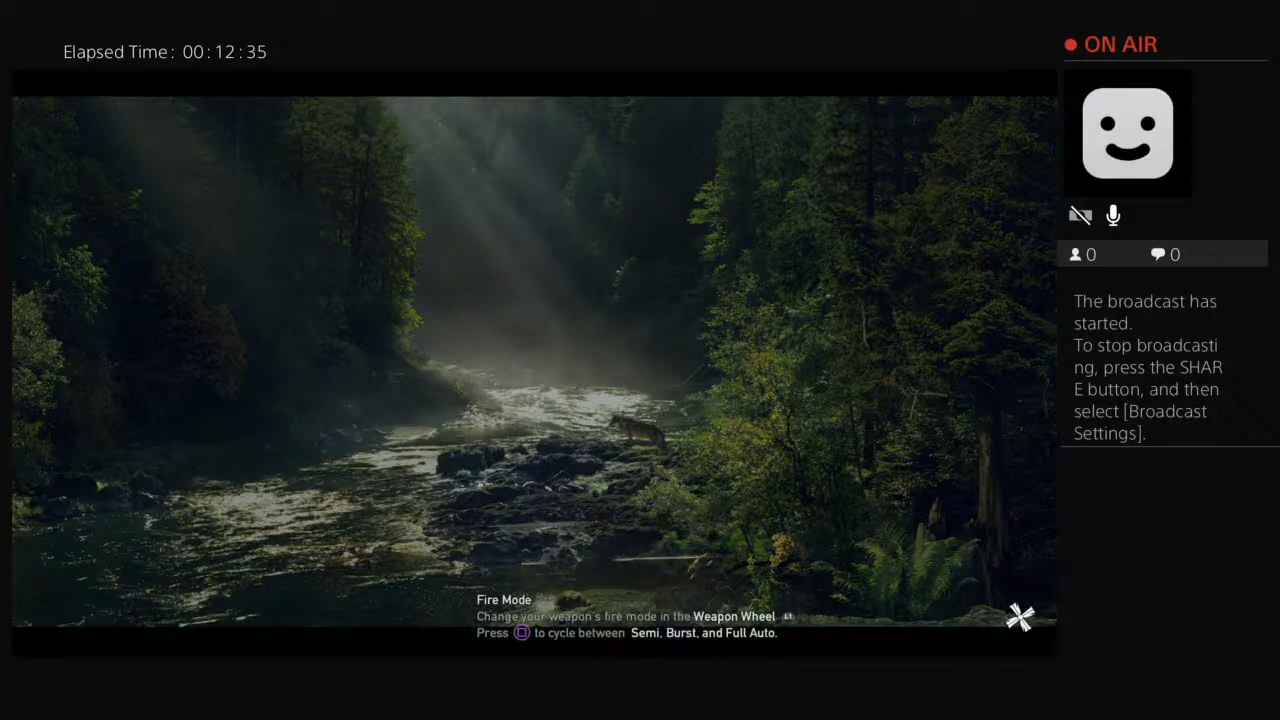 Elapsed Time: 00:12:35
ON AIR
0 0
The broadcast has
started.
To stop broadcasti
ng, press the SHAR
E button, and then
select [Broadcast
Settings].
Fire Mode
Change your weapon's fire mode in the Weapon Wheel L1
Press to cycle between Semi, Burst, and Full Auto.